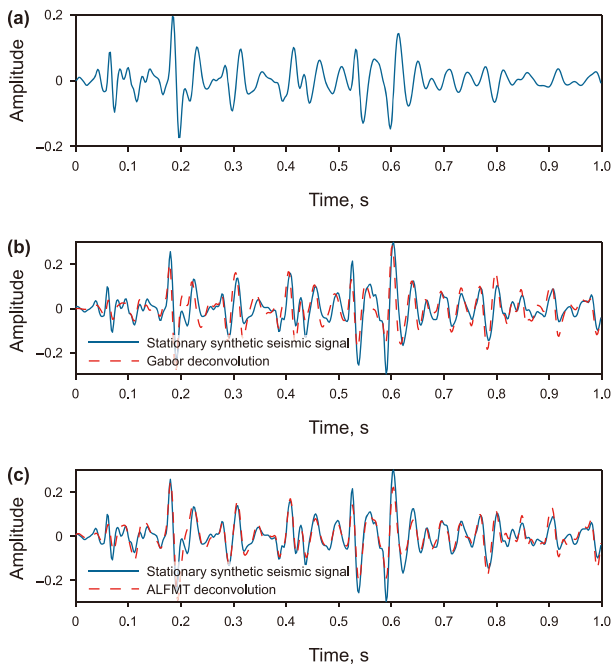 (a)
Amplitude
0.2
0
−0.2
0 0.1 0.2 0.3 0.4 0.5 0.6 0.7 0.8 0.9 1.0
Time, s
(b)
Amplitude
0.2
0
−0.2
Stationary synthetic seismic signal
Gabor deconvolution
0 0.1 0.2 0.3 0.4 0.5 0.6 0.7 0.8 0.9 1.0
Time, s
(c)
Amplitude
0.2
0
−0.2
Stationary synthetic seismic signal
ALFMT deconvolution
0 0.1 0.2 0.3 0.4 0.5 0.6 0.7 0.8 0.9 1.0
Time, s